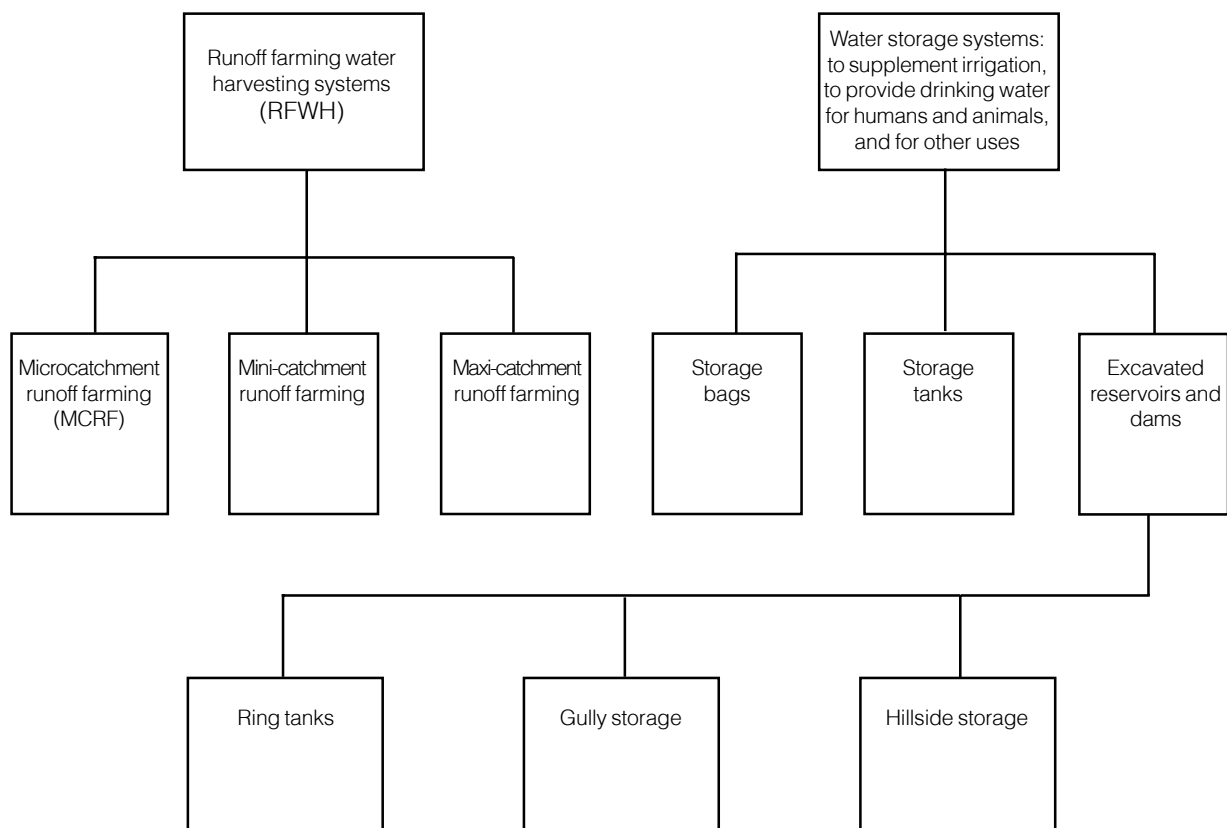 Runoff farming water
harvesting systems
(RFWH)
Water storage systems:
to supplement irrigation,
to provide drinking water
for humans and animals,
and for other uses
Microcatchment
runoff farming
(MCRF)
Mini-catchment
runoff farming
Maxi-catchment
runoff farming
Storage
bags
Storage
tanks
Excavated
reservoirs and
dams
Ring tanks
Gully storage
Hillside storage